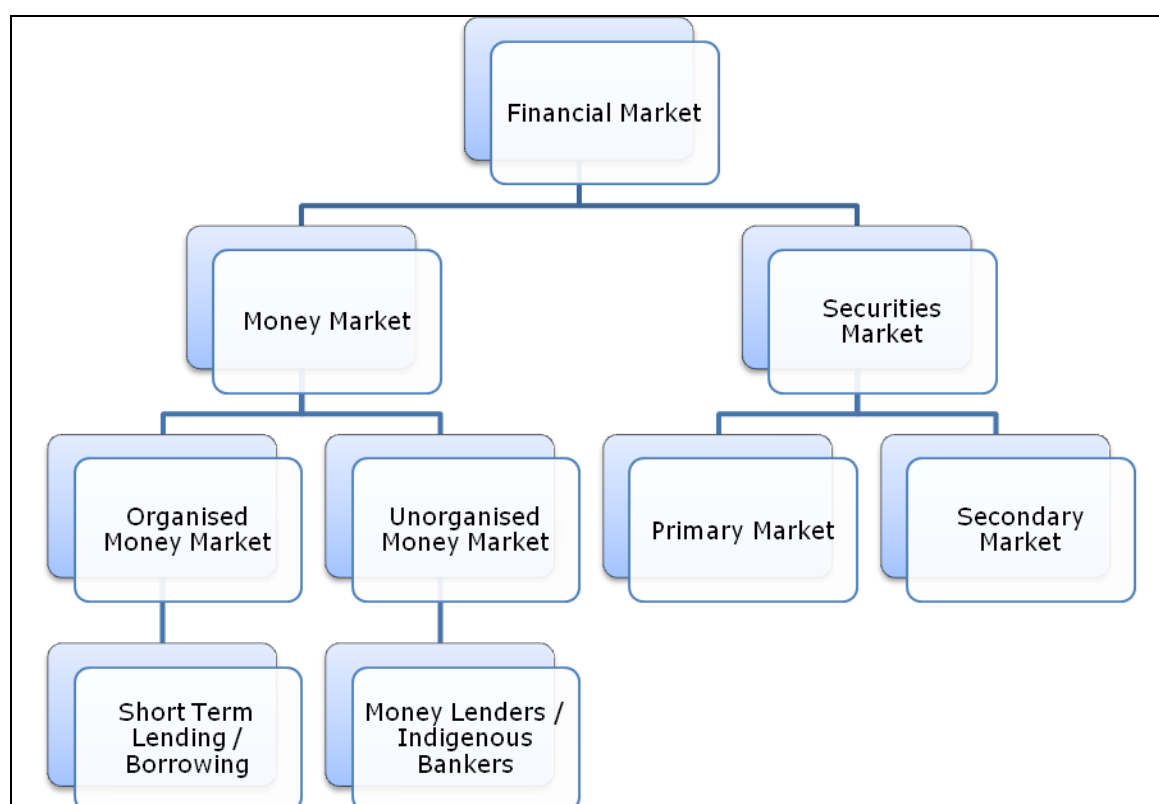 Financial Market
Money Market
Securities
Market
Organised
Money Market
Unorganised
Money Market
Primary Market
Secondary
Market
Short Term
Lending /
Borrowing
Money Lenders /
Indigenous
Bankers